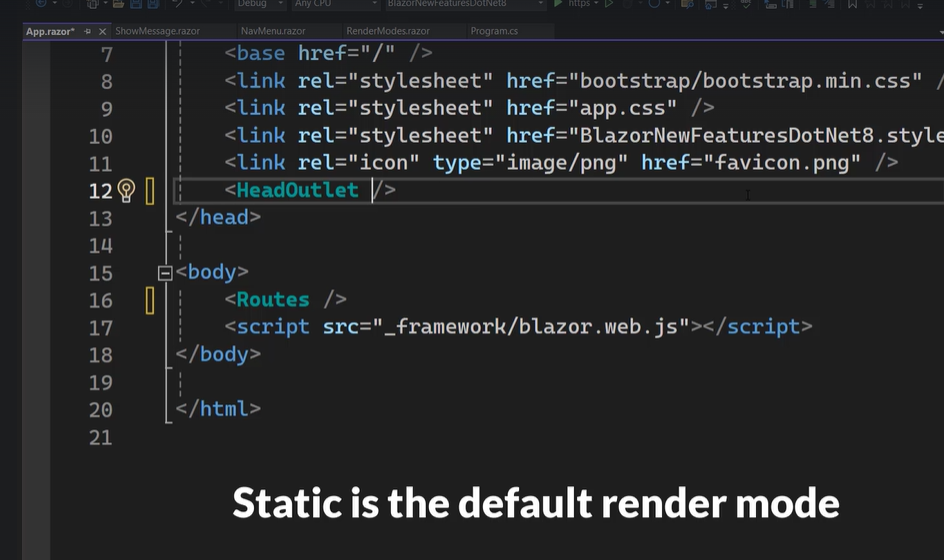 Debug Any CPU BlazorNewFeaturesDotNet8 https
App.razor* ShowMessage.razor NavMenu.razor RenderModes.razor Program.cs
7 <base href="/" />
8 <link rel="stylesheet" href="bootstrap/bootstrap.min.css" /
9 <link rel="stylesheet" href="app.css" />
10 <link rel="stylesheet" href="BlazorNewFeaturesDotNet8.style
11 <link rel="icon" type="image/png" href="favicon.png" />
12 <HeadOutlet />
13 </head>
14
15 <body>
16 <Routes />
17 <script src="_framework/blazor.web.js"></script>
18 </body>
19
20 </html>
21
Static is the default render mode